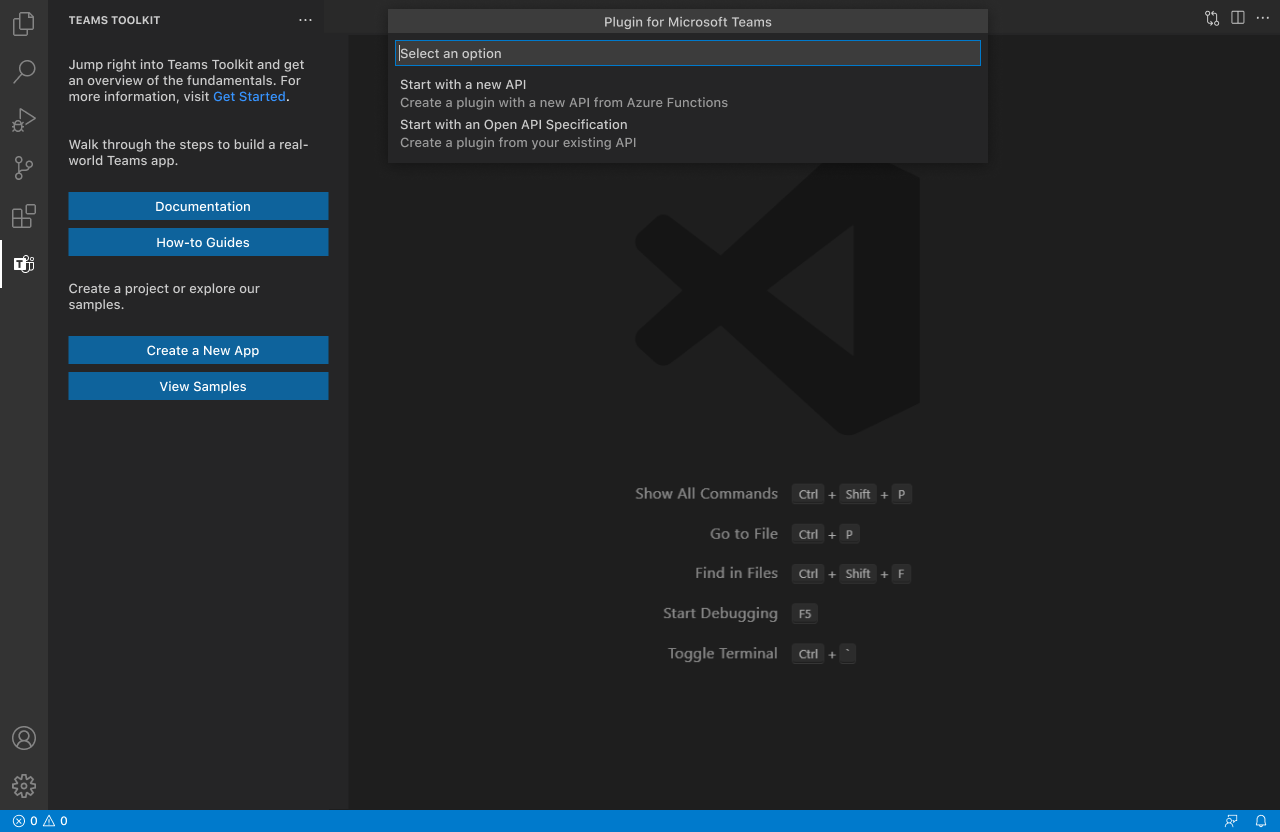 TEAMS TOOLKIT
Plugin for Microsoft Teams
Select an option
Start with a new API
Create a plugin with a new API from Azure Functions
Start with an Open API Specification
Create a plugin from your existing API
Jump right into Teams Toolkit and get
an overview of the fundamentals. For
more information, visit Get Started.
Walk through the steps to build a real-
world Teams app.
Documentation
How-to Guides
Create a project or explore our
samples.
Create a New App
View Samples
Show All Commands Ctrl + Shift + P
Go to File Ctrl + P
Find in Files Ctrl + Shift + F
Start Debugging F5
Toggle Terminal Ctrl + `
0 0